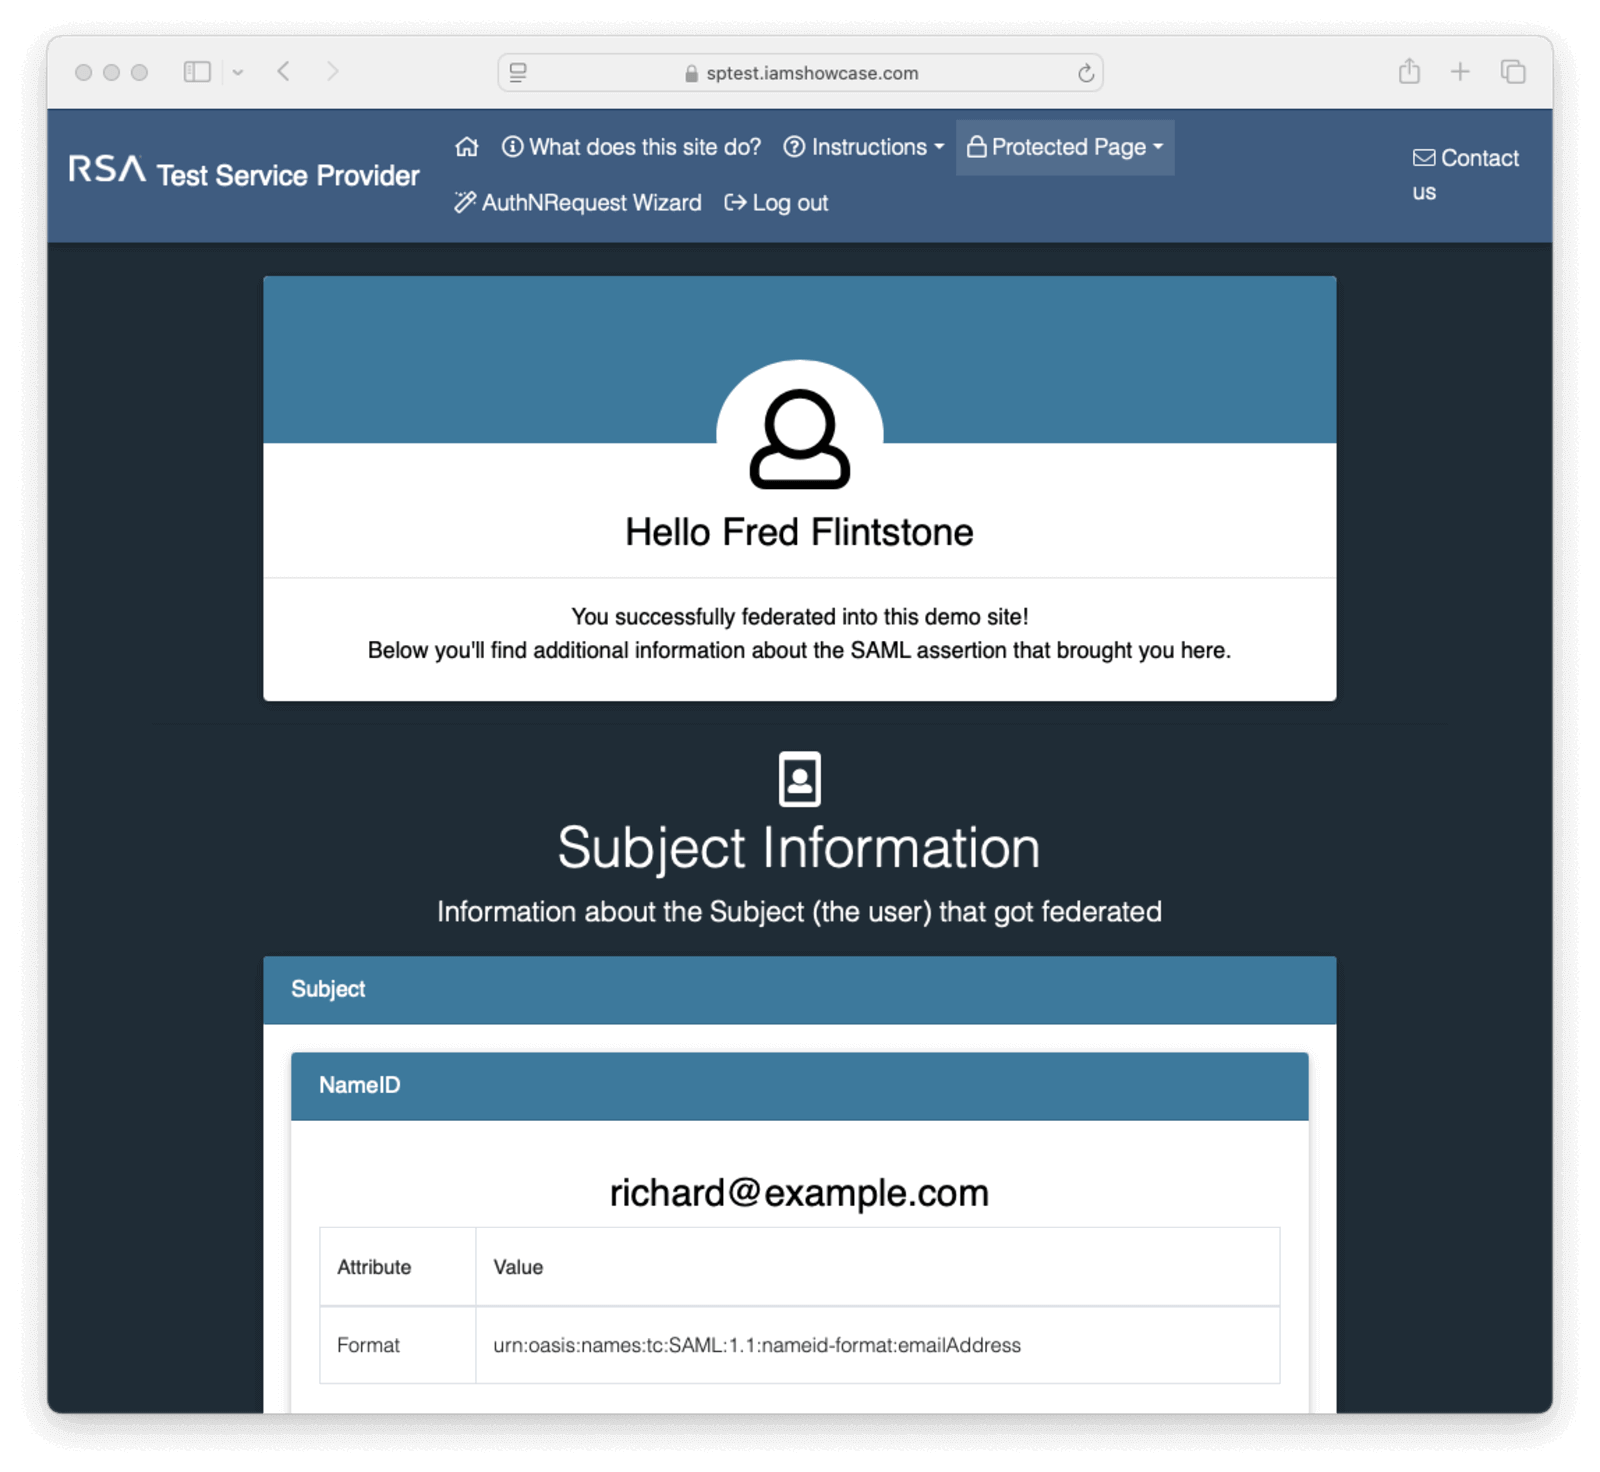 sptest.iamshowcase.com
RSA Test Service Provider
What does this site do? Instructions Protected Page
AuthNRequest Wizard Log out
Contact
us
Hello Fred Flintstone
You successfully federated into this demo site!
Below you'll find additional information about the SAML assertion that brought you here.
Subject Information
Information about the Subject (the user) that got federated
Subject
NameID
richard@example.com
Attribute Value
Format urn:oasis:names:tc:SAML:1.1:nameid-format:emailAddress